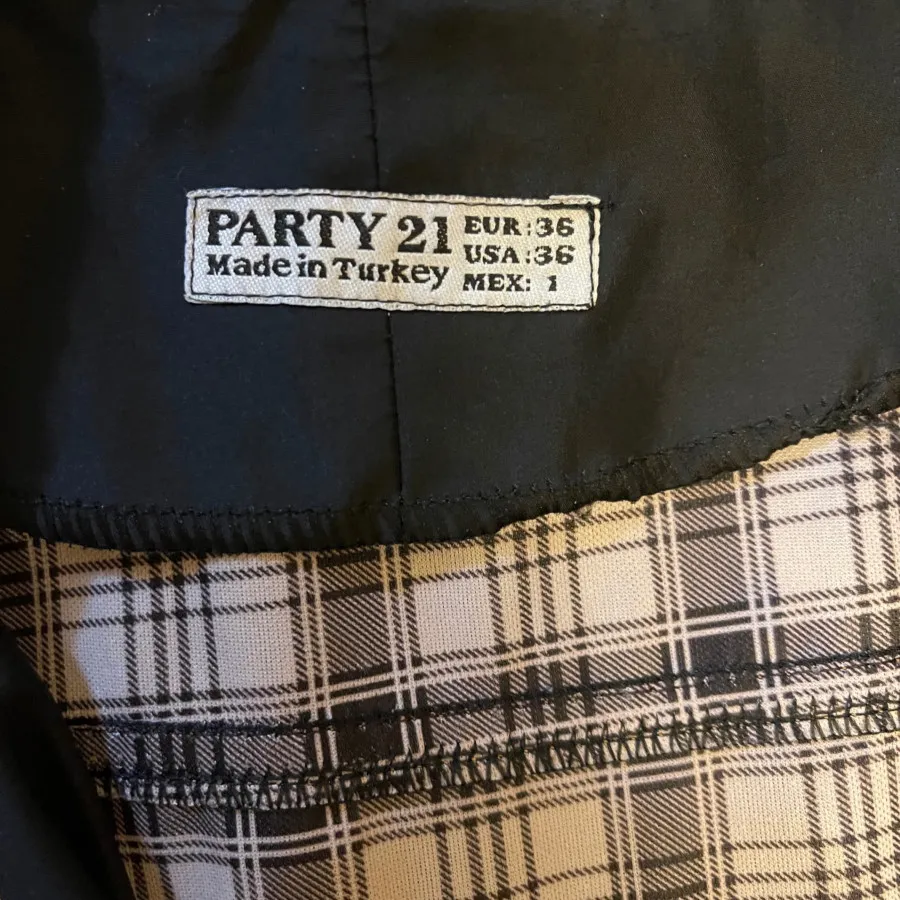 PARTY 21
Made in Turkey
EUR:36
USA:36
MEX: 1